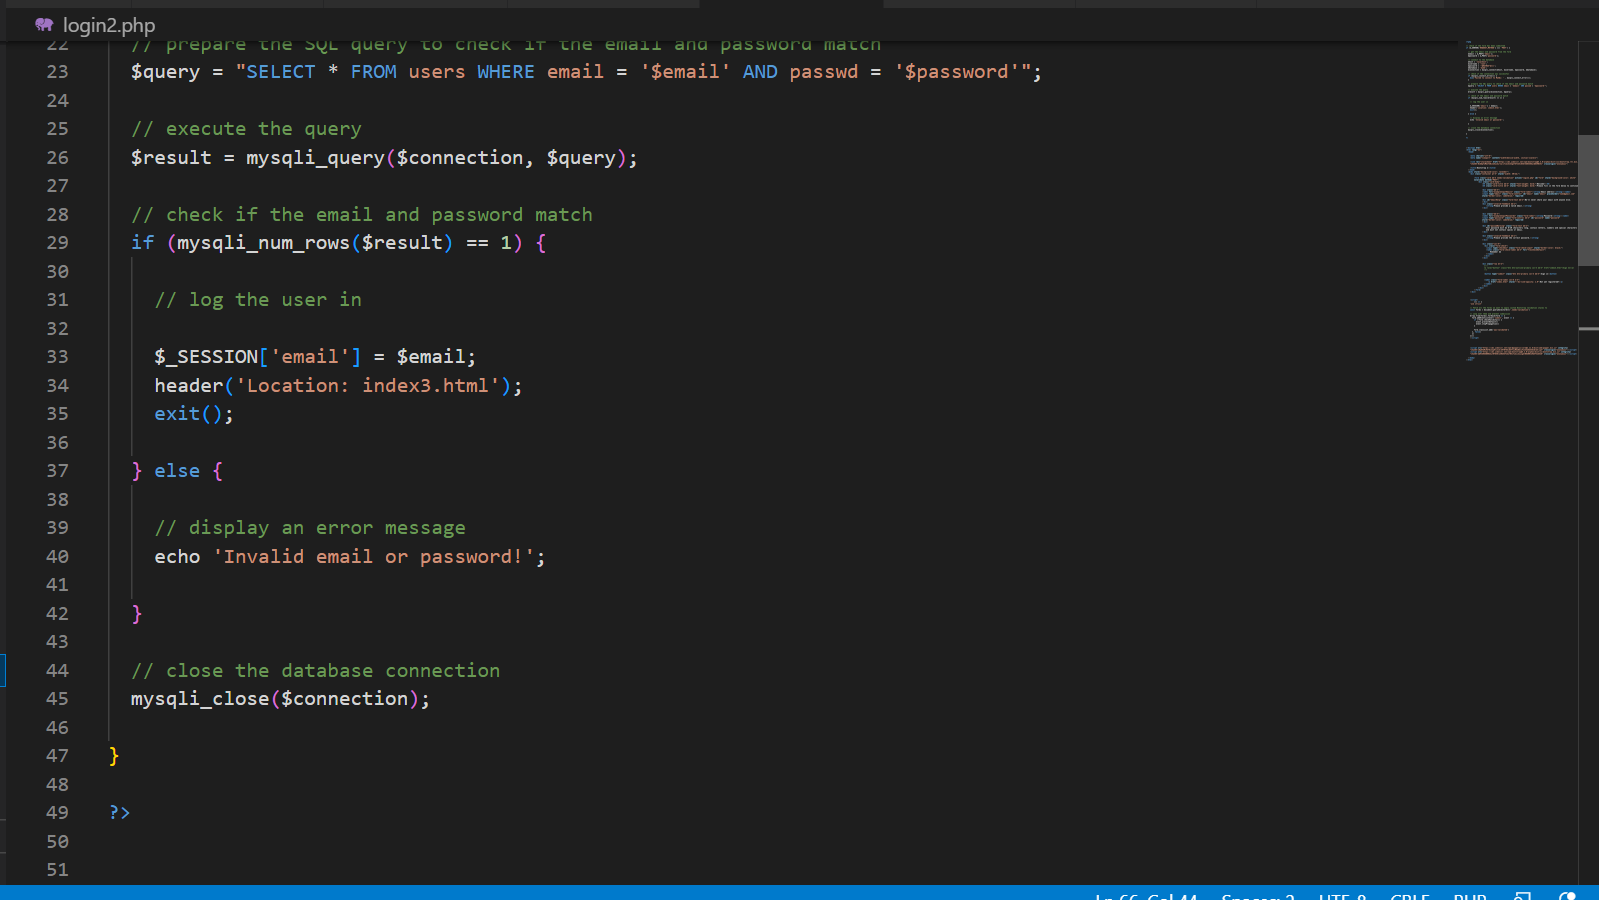 login2.php
22 // prepare the SQL query to check if the email and password match
23 $query = "SELECT * FROM users WHERE email = '$email' AND passwd = '$password'";
24
25 // execute the query
26 $result = mysqli_query($connection, $query);
27
28 // check if the email and password match
29 if (mysqli_num_rows($result) == 1) {
30
31 // log the user in
32
33 $_SESSION['email'] = $email;
34 header('Location: index3.html');
35 exit();
36
37 } else {
38
39 // display an error message
40 echo 'Invalid email or password!';
41
42 }
43
44 // close the database connection
45 mysqli_close($connection);
46
47 }
48
49 ?>
50
51
Ln 66, Col 44 Spaces: 2 UTF-8 CRLF PHP